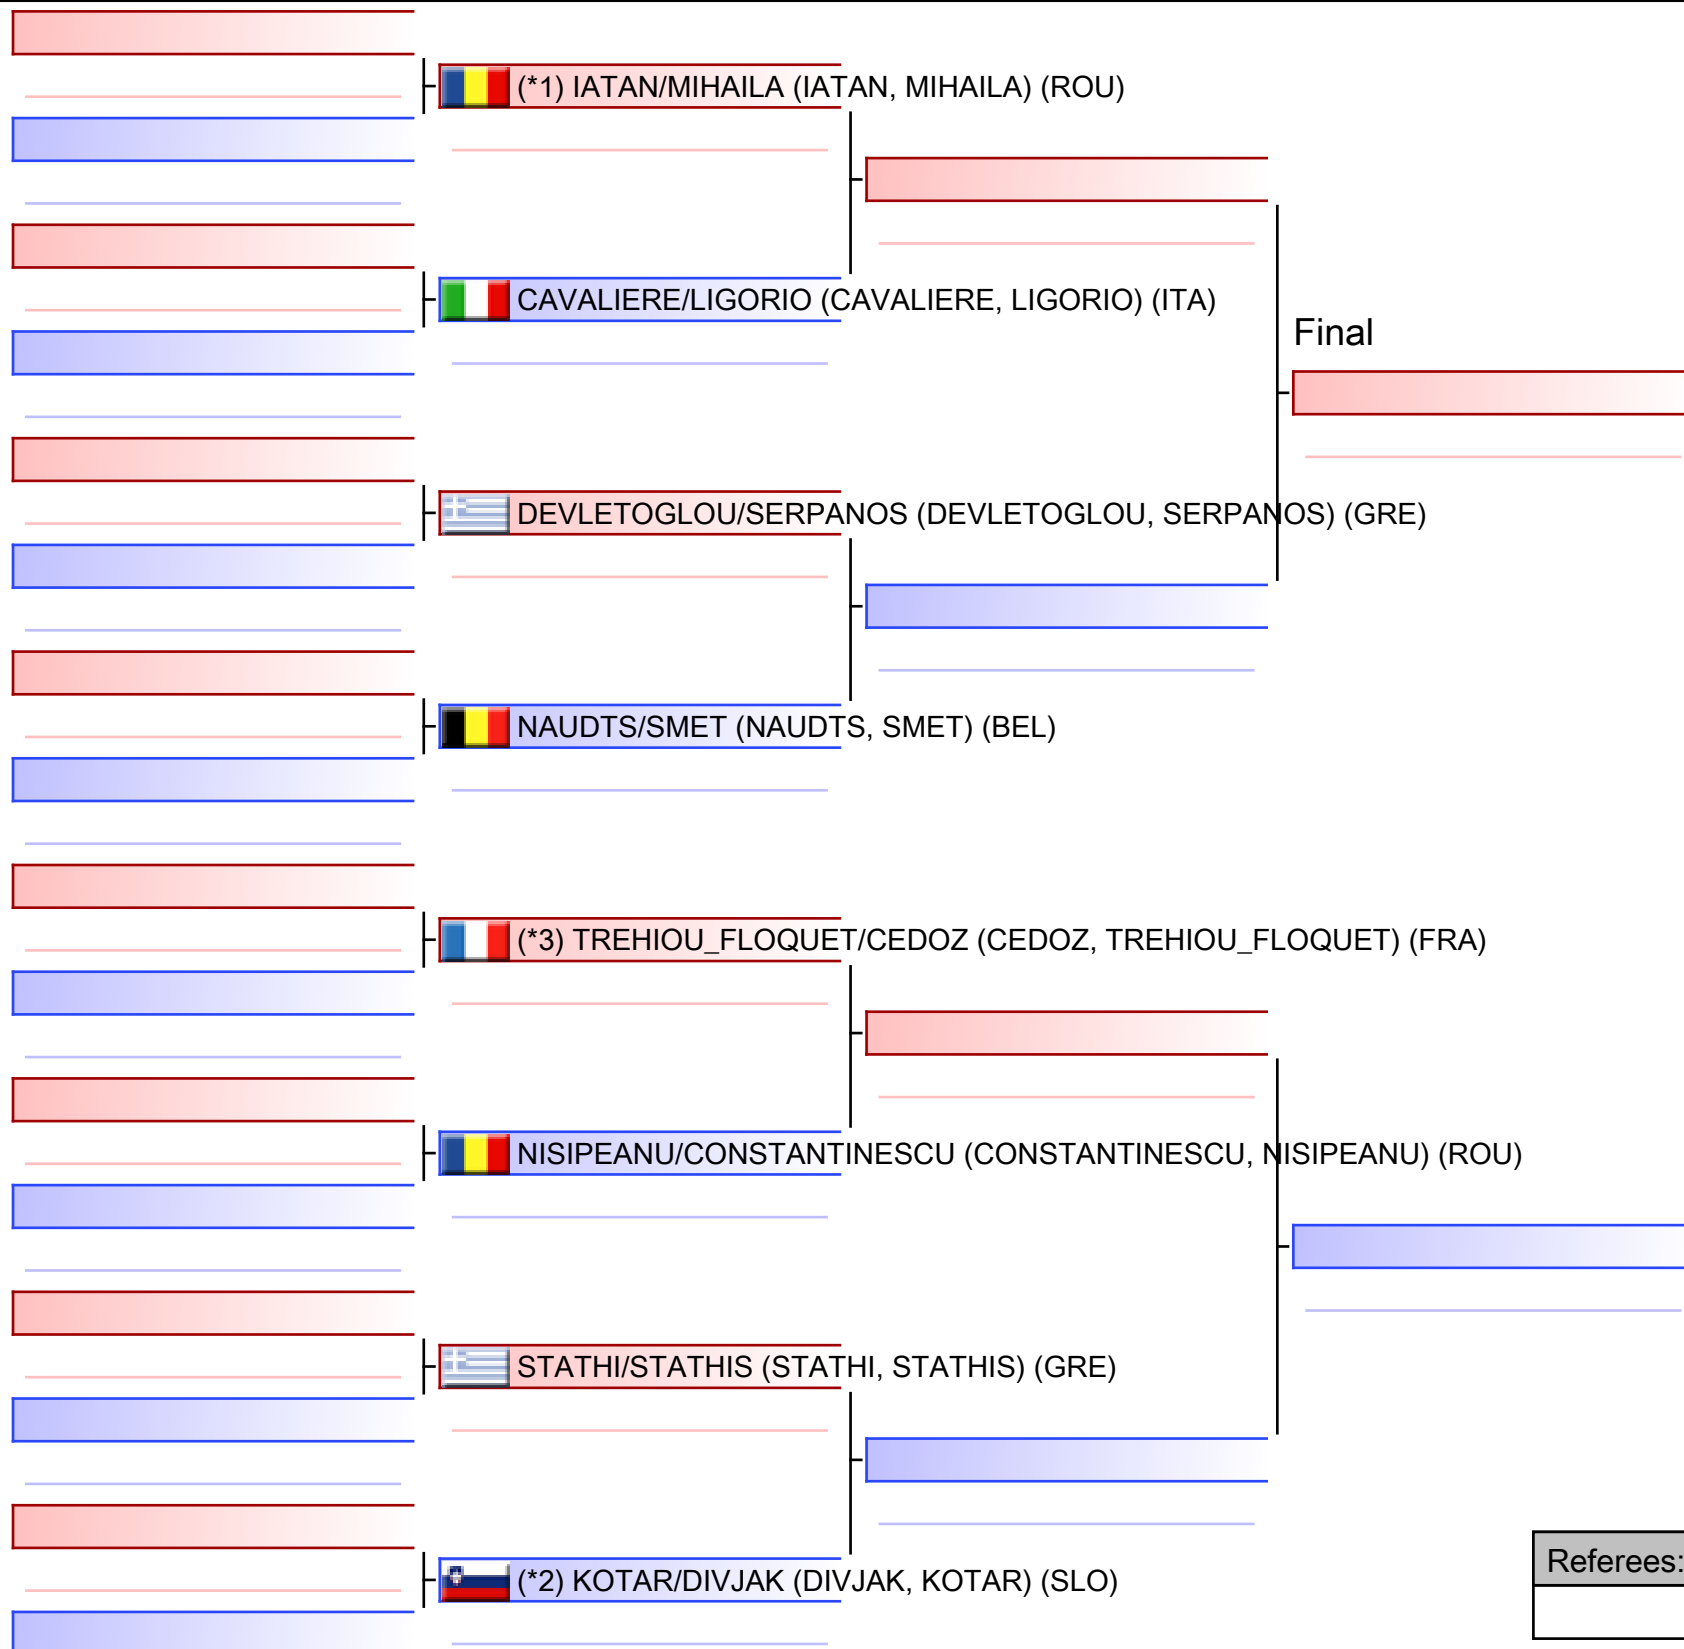 (*1) IATAN/MIHAILA (IATAN, MIHAILA) (ROU)
CAVALIERE/LIGORIO (CAVALIERE, LIGORIO) (ITA)
Final
DEVLETOGLOU/SERPANOS (DEVLETOGLOU, SERPANOS) (GRE)
NAUDTS/SMET (NAUDTS, SMET) (BEL)
(*3) TREHIOU_FLOQUET/CEDOZ (CEDOZ, TREHIOU_FLOQUET) (FRA)
NISIPEANU/CONSTANTINESCU (CONSTANTINESCU, NISIPEANU) (ROU)
STATHI/STATHIS (STATHI, STATHIS) (GRE)
Referees:
(*2) KOTAR/DIVJAK (DIVJAK, KOTAR) (SLO)